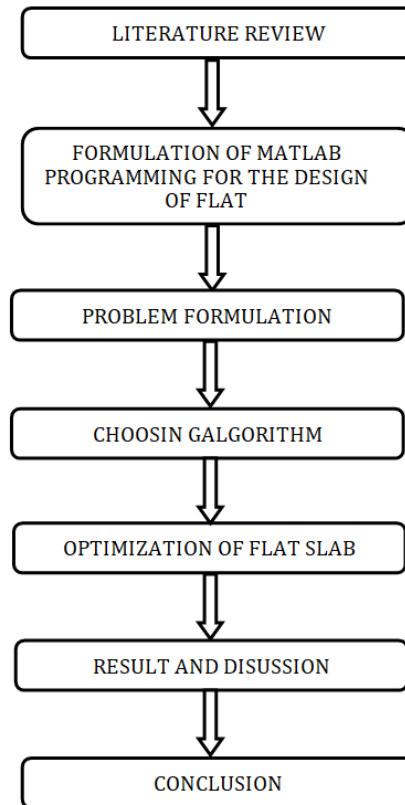 LITERATURE REVIEW
FORMULATION OF MATLAB
PROGRAMMING FOR THE DESIGN
OF FLAT
PROBLEM FORMULATION
CHOOSIN GALGORITHM
OPTIMIZATION OF FLAT SLAB
RESULT AND DISUSSION
CONCLUSION